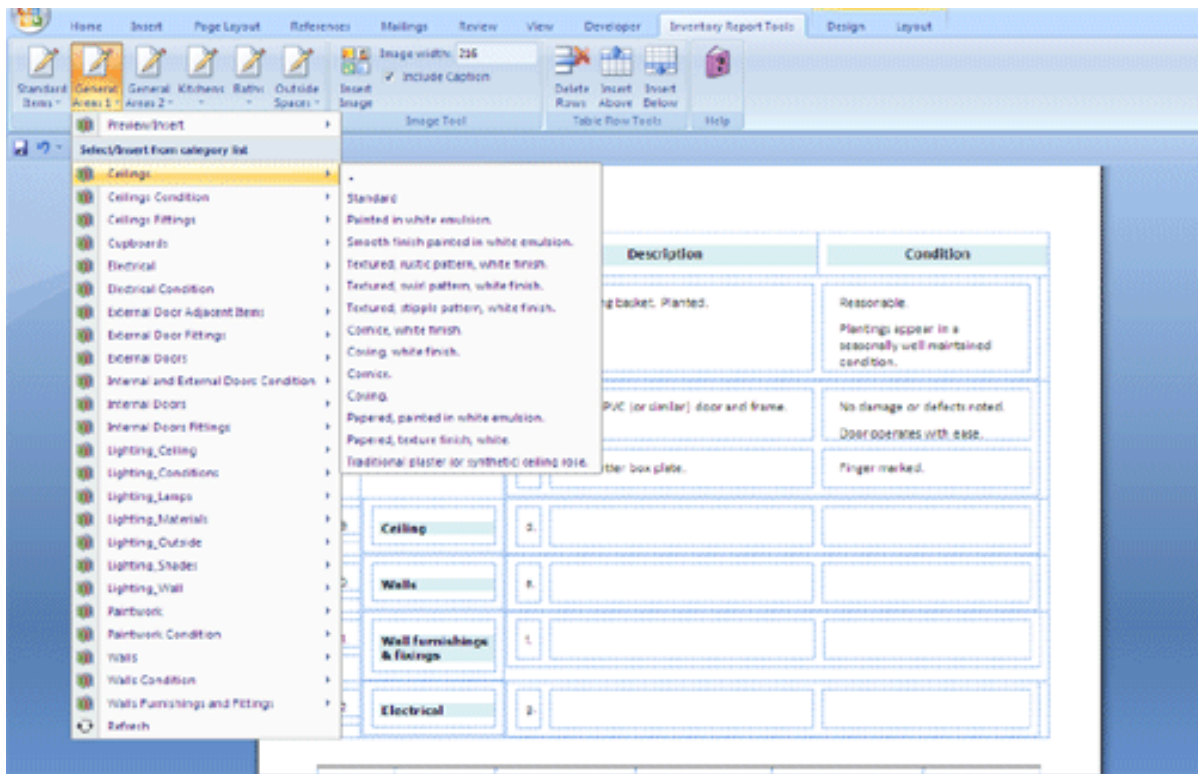 Home Insert Page Layout References Mailings Review View Developer Inventory Report Tools Design Layout
Standard Items
General Areas 1
General Areas 2
Kitchens
Baths
Outside Spaces
Insert Image
Image width: 216
Include Caption
Image Tool
Delete Rows
Insert Above
Insert Below
Table Row Tools
Help
Preview/Insert
Select/Insert from category list
Ceilings
Ceilings Condition
Ceilings Fittings
Cupboards
Electrical
Electrical Condition
External Door Adjacent Items
External Door Fittings
External Doors
Internal and External Doors Condition
Internal Doors
Internal Doors Fittings
Lighting_Ceiling
Lighting_Conditions
Lighting_Lamps
Lighting_Materials
Lighting_Outside
Lighting_Shades
Lighting_Wall
Paintwork
Paintwork Condition
Walls
Walls Condition
Walls Furnishings and Fittings
Refresh
Standard
Painted in white emulsion.
Smooth finish painted in white emulsion.
Textured, rustic pattern, white finish.
Textured, swirl pattern, white finish.
Textured, stipple pattern, white finish.
Cornice, white finish.
Coving, white finish.
Cornice.
Coving.
Papered, painted in white emulsion.
Papered, texture finish, white.
Traditional plaster (or synthetic) ceiling rose.
Description Condition
basket. Planted. Reasonable.
Plantings appear in a
seasonally well maintained
condition.
PVC (or similar) door and frame. No damage or defects noted.
Door operates with ease.
box plate. Finger marked.
Ceiling
Walls
Wall furnishings
& fixings
Electrical